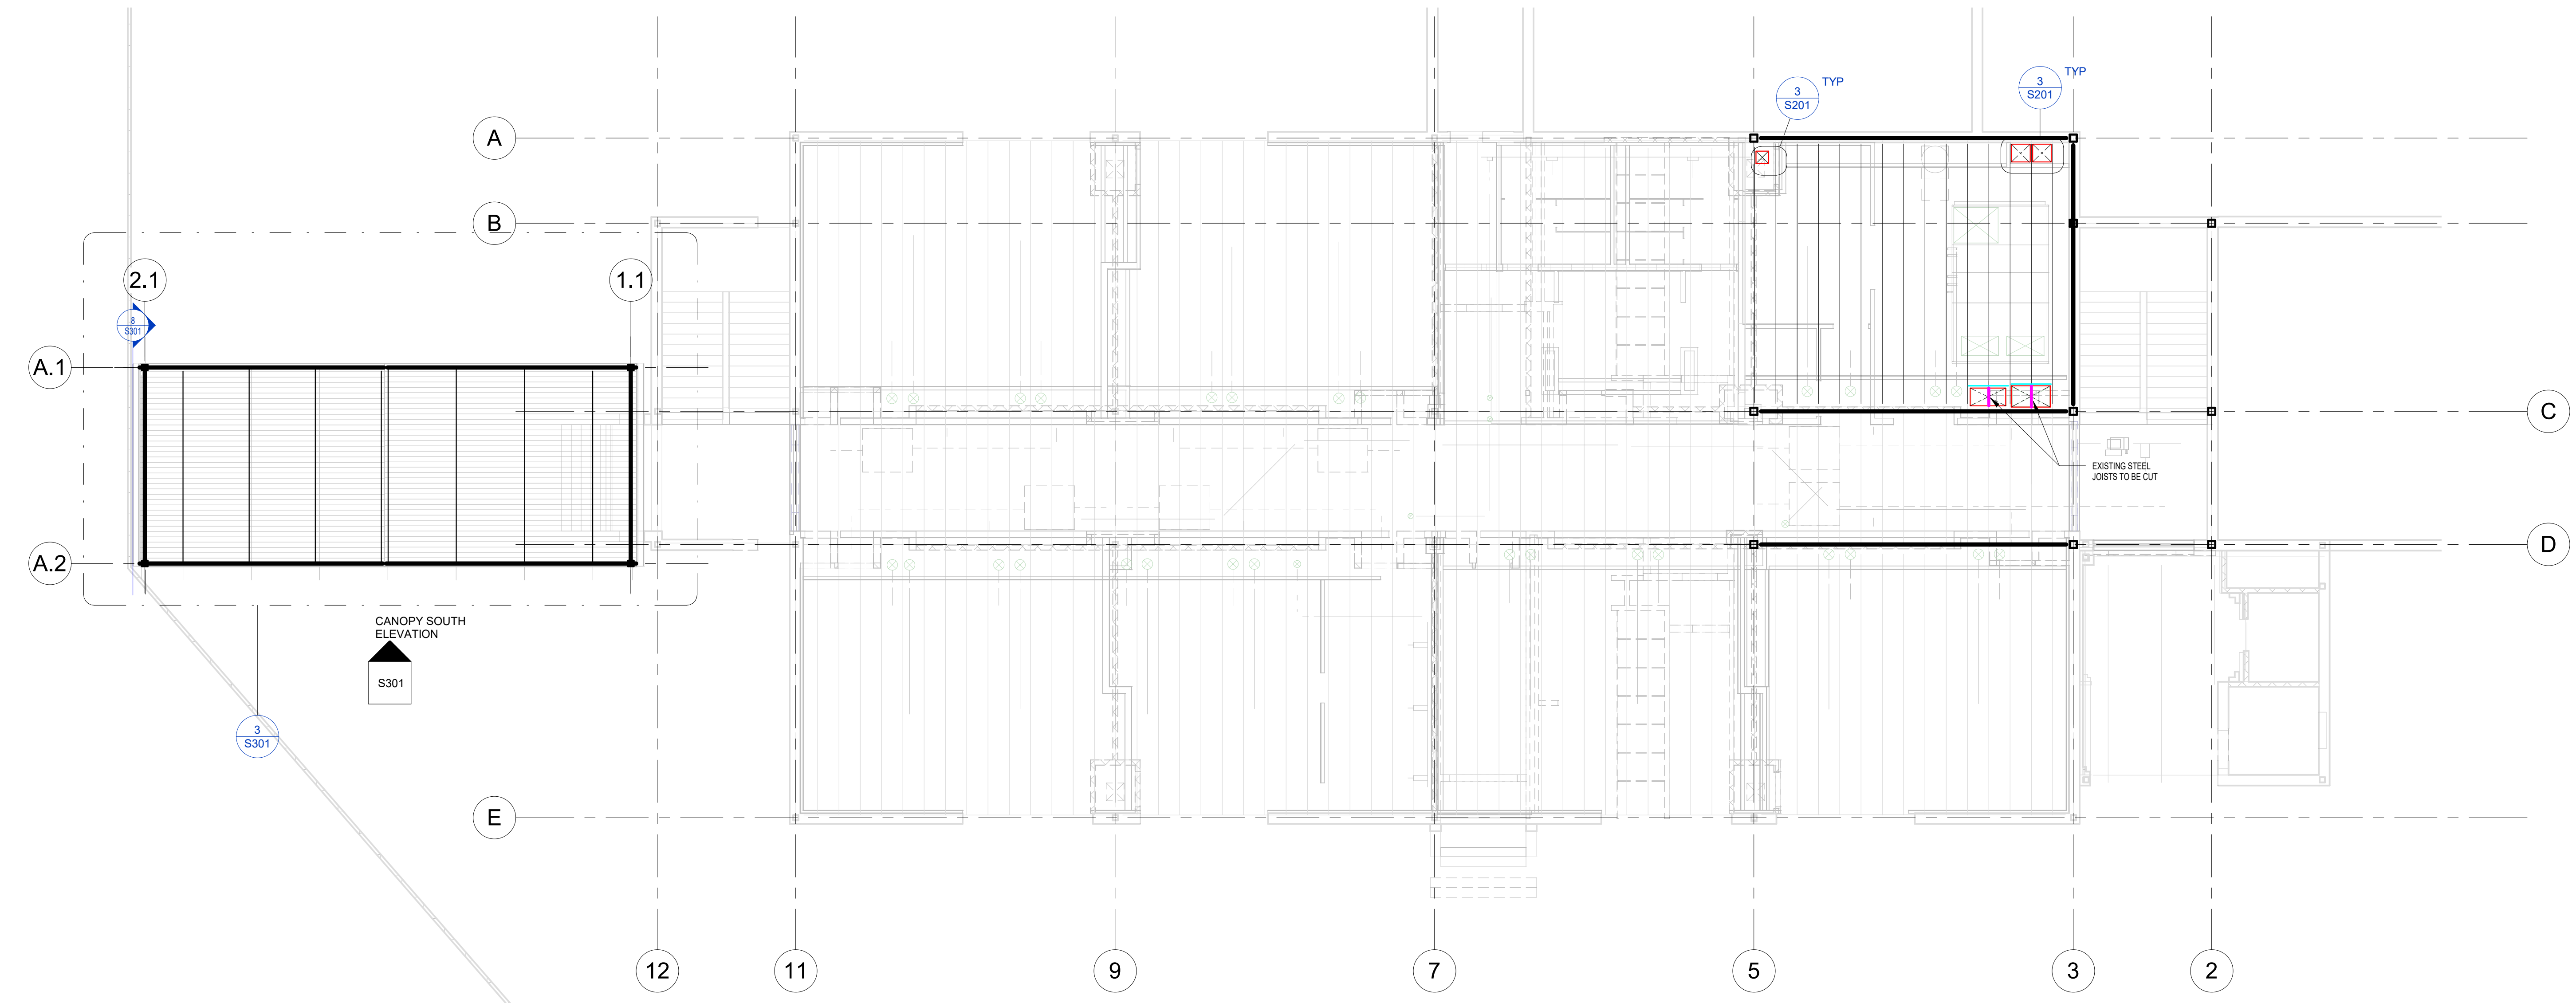 TYP
3
S201
TYP
3
S201
A
B
2.1
1.1
8
S301
A.1
C
EXISTING STEEL
JOISTS TO BE CUT
A.2
D
CANOPY SOUTH
ELEVATION
S301
3
S301
E
12
11
9
7
5
3
2